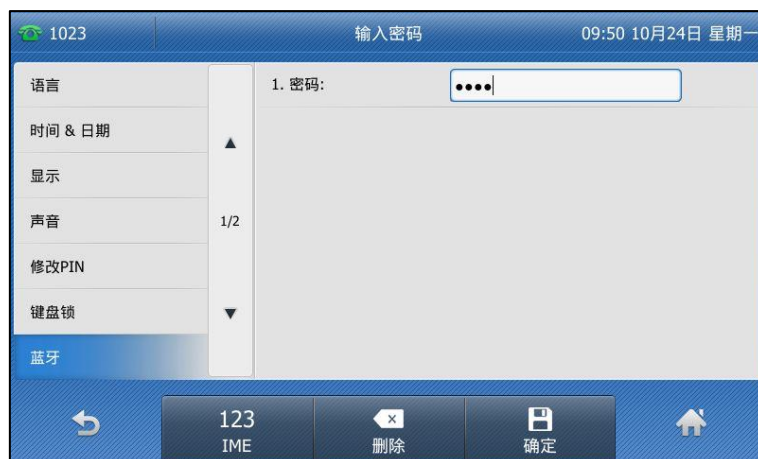 1023 输入密码 09:50 10月24日 星期一
语言
时间 & 日期
显示
声音
修改PIN
键盘锁
蓝牙
1/2
1. 密码: ••••
123
IME
删除
确定